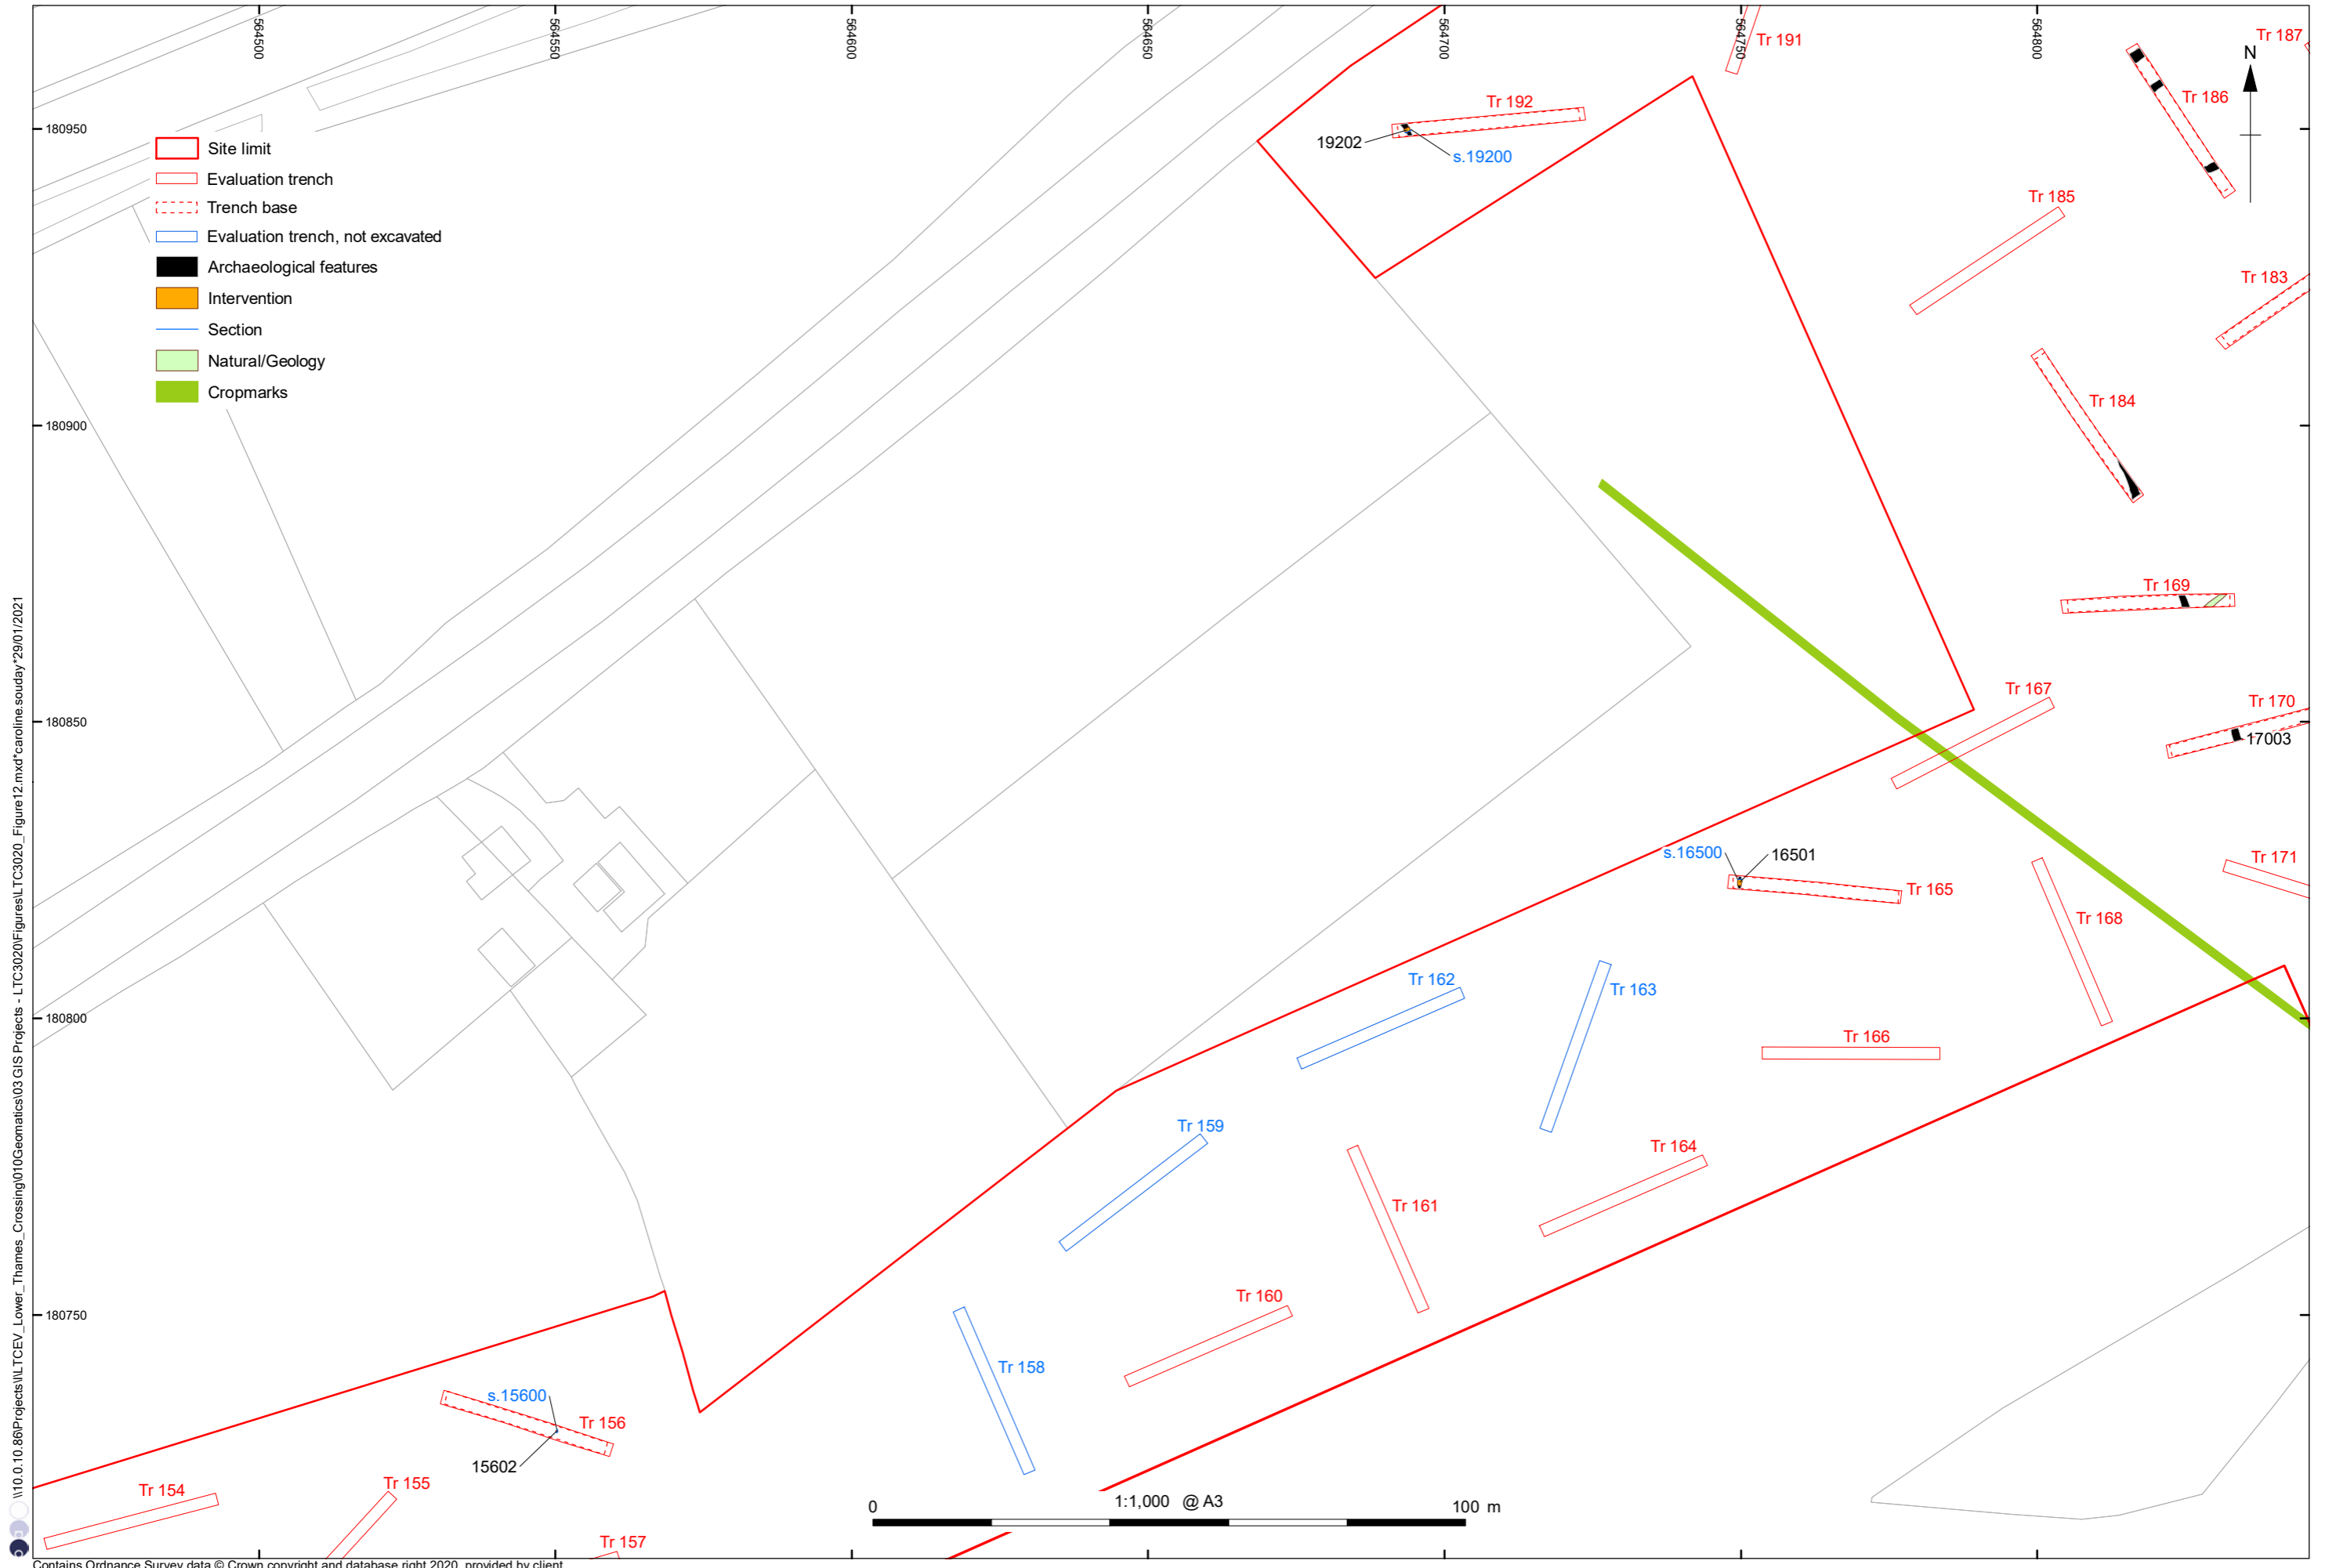 564500
564550
564600
564650
564700
564750
564800
Tr 191
Tr 187
N
Tr 192
Tr 186
180950
19202
s.19200
Site limit
Evaluation trench
Trench base
Evaluation trench, not excavated
Archaeological features
Intervention
Section
Natural/Geology
Cropmarks
Tr 185
Tr 183
180900
Tr 184
Tr 169
Tr 167
Tr 170
180850
17003
s.16500
16501
Tr 171
Tr 165
Tr 168
Tr 162
Tr 163
180800
Tr 166
Tr 159
Tr 164
Tr 161
Tr 160
180750
Tr 158
s.15600
Tr 156
15602
Tr 154
Tr 155
Tr 157
0
1:1,000 @ A3
100 m
\\10.0.10.86\Projects\l\LTCEV_Lower_Thames_Crossing\010Geomatics\03 GIS Projects - LTC3020\Figures\LTC3020_Figure12.mxd*caroline.souday*29/01/2021
Contains Ordnance Survey data © Crown copyright and database right 2020, provided by client